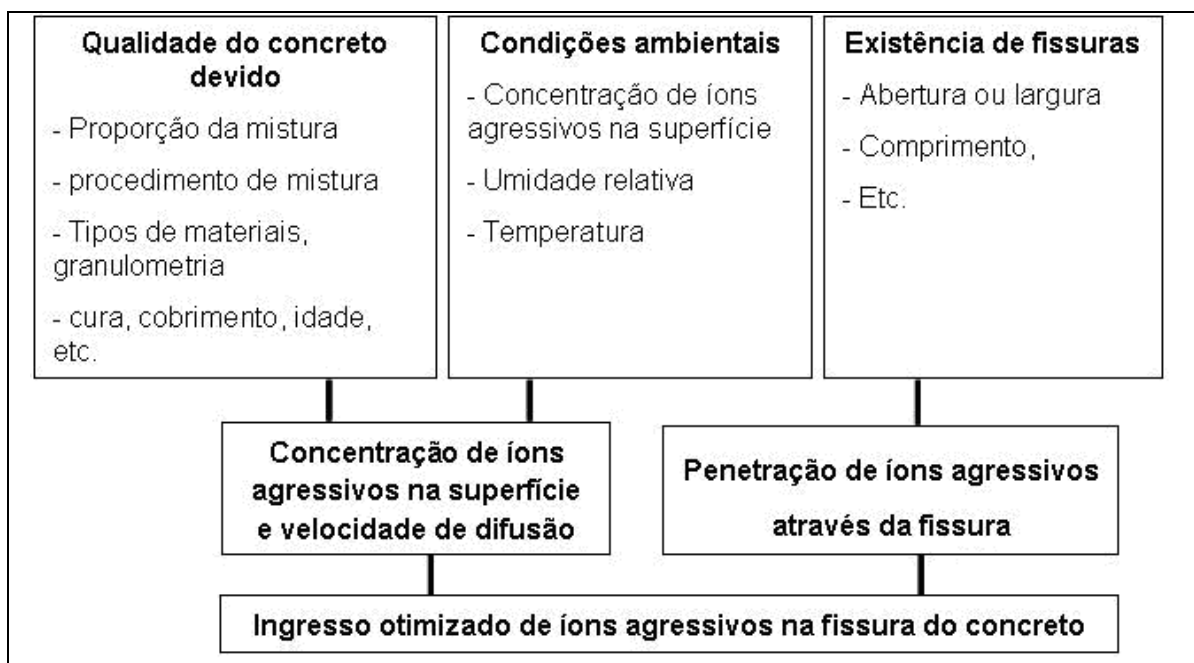 Qualidade do concreto
devido
- Proporção da mistura
- procedimento de mistura
- Tipos de materiais,
granulometria
- cura, cobrimento, idade,
etc.
Condições ambientais
- Concentração de íons
agressivos na superfície
- Umidade relativa
- Temperatura
Existência de fissuras
- Abertura ou largura
- Comprimento,
- Etc.
Concentração de íons
agressivos na superfície
e velocidade de difusão
Penetração de íons agressivos
através da fissura
Ingresso otimizado de íons agressivos na fissura do concreto